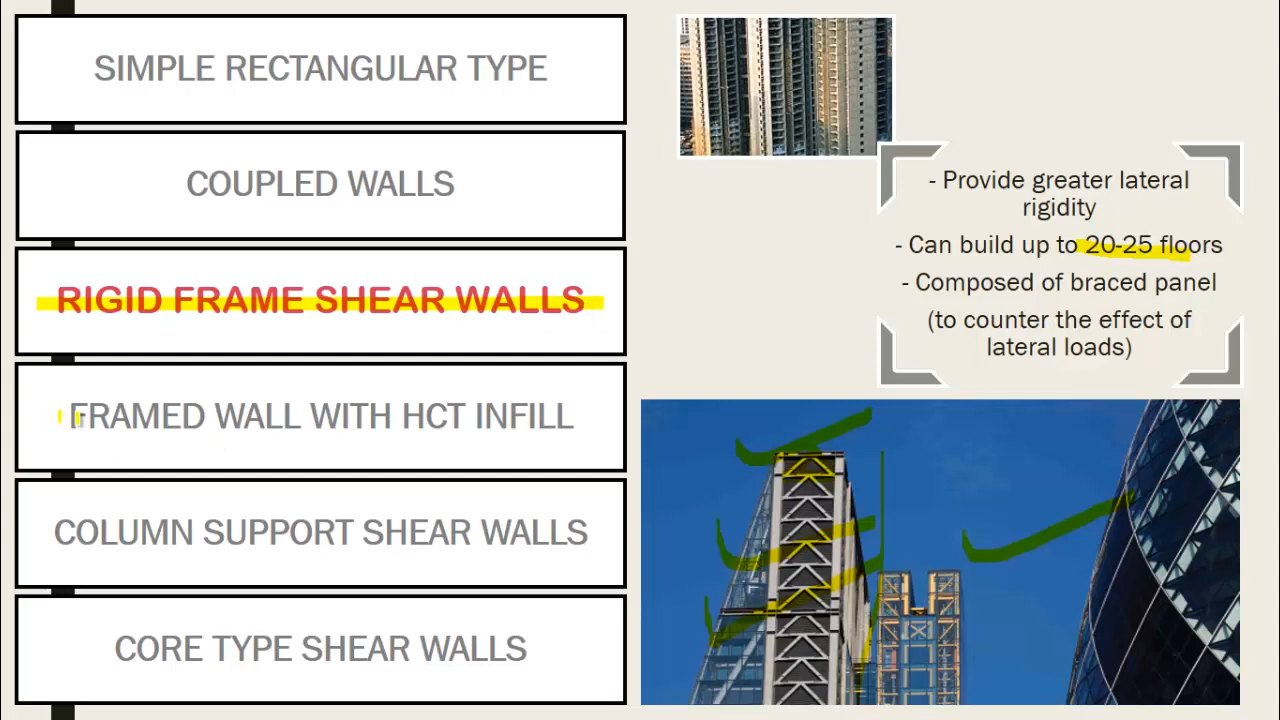 SIMPLE RECTANGULAR TYPE
COUPLED WALLS
RIGID FRAME SHEAR WALLS
FRAMED WALL WITH HCT INFILL
COLUMN SUPPORT SHEAR WALLS
CORE TYPE SHEAR WALLS
- Provide greater lateral
rigidity
- Can build up to 20-25 floors
- Composed of braced panel
(to counter the effect of
lateral loads)